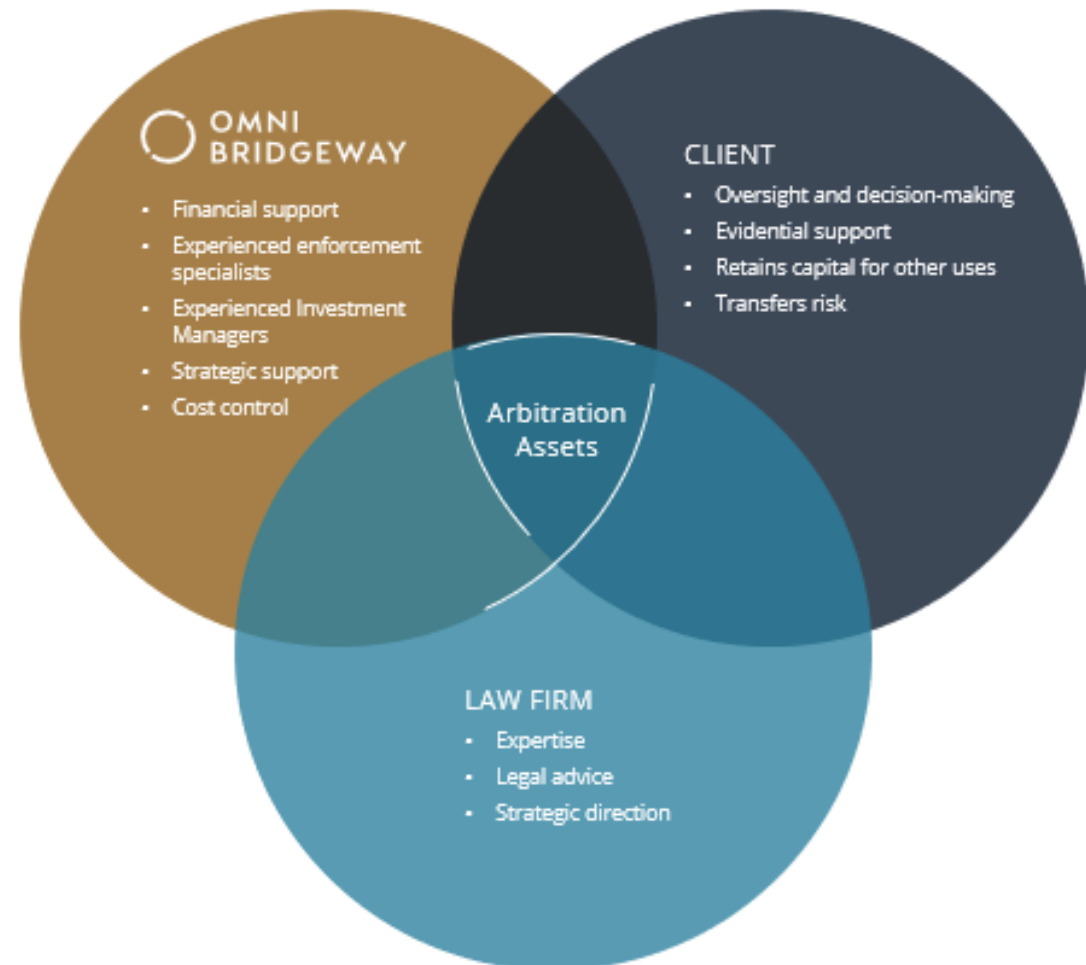 OMNI
BRIDGEWAY
• Financial support
• Experienced enforcement
specialists
• Experienced Investment
Managers
• Strategic support
• Cost control
CLIENT
• Oversight and decision-making
• Evidential support
• Retains capital for other uses
• Transfers risk
Arbitration
Assets
LAW FIRM
• Expertise
• Legal advice
• Strategic direction